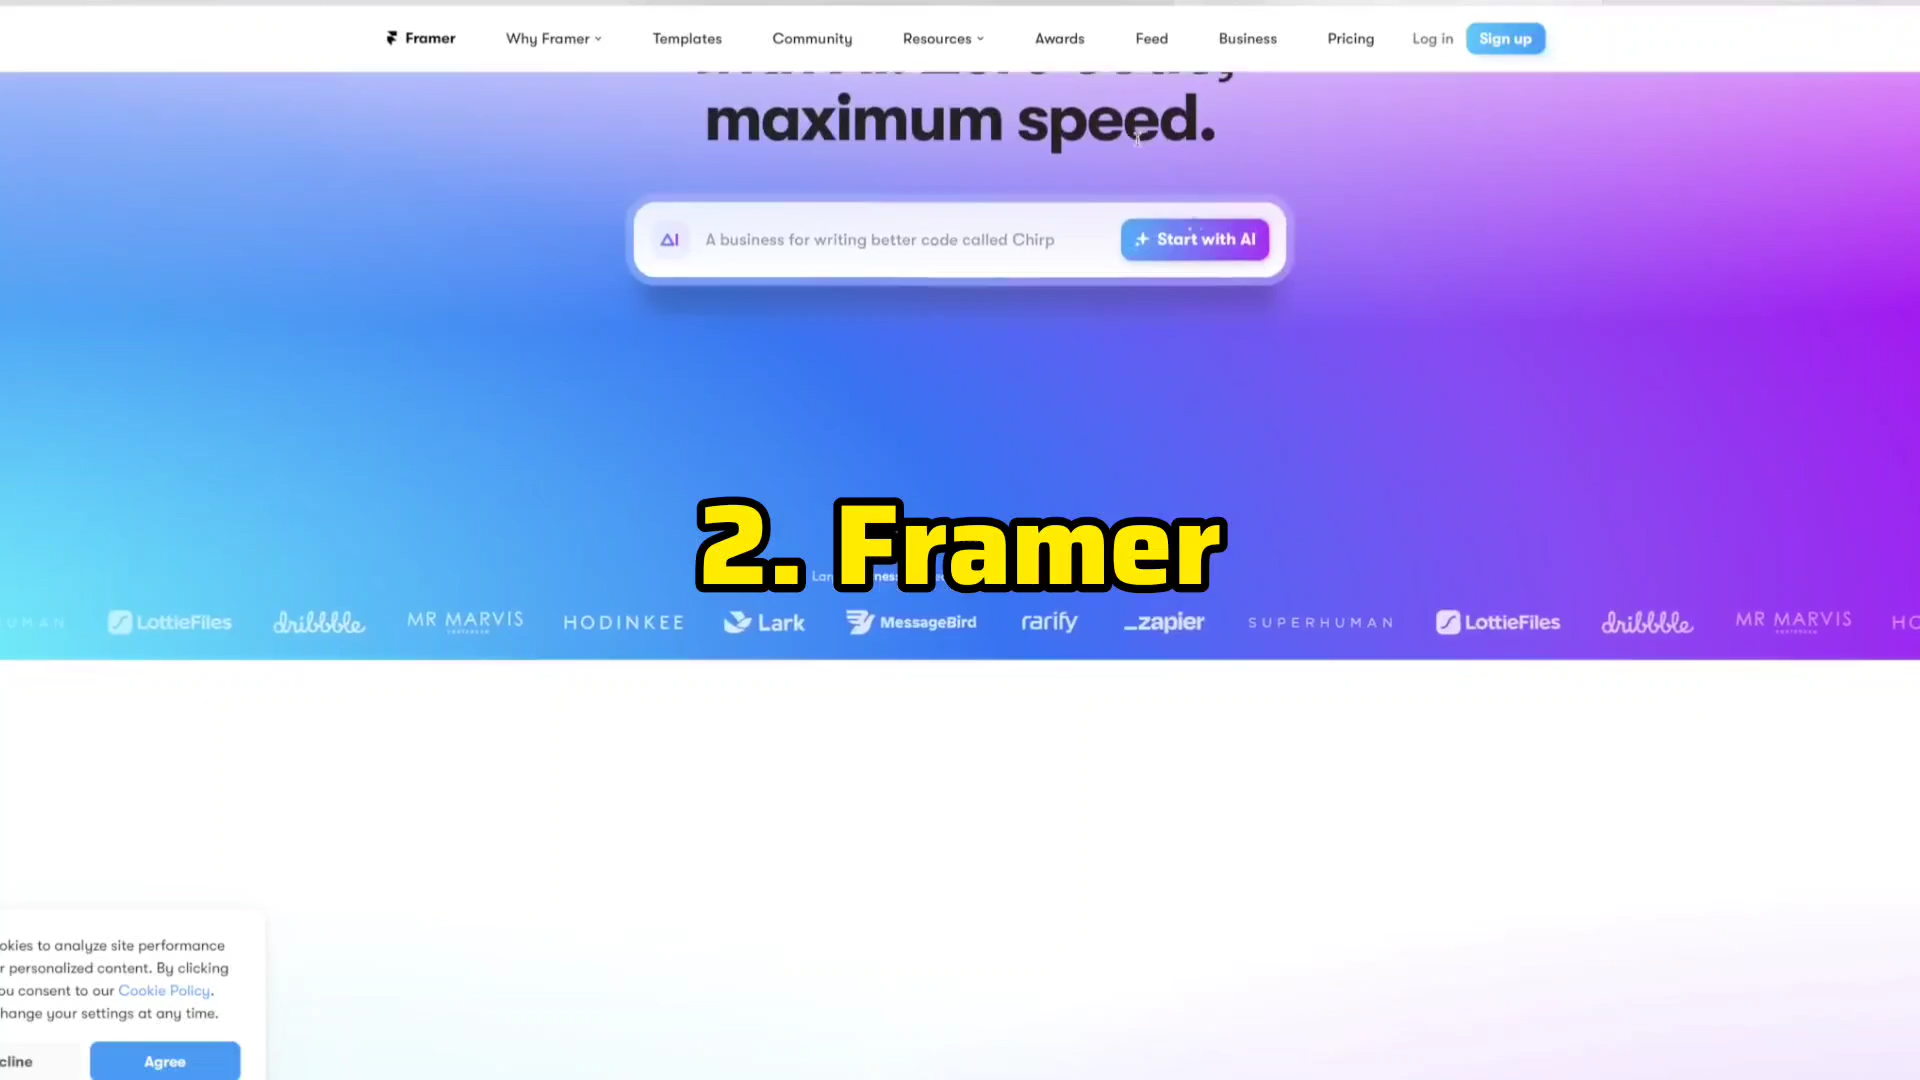 Framer Why Framer Templates Community Resources Awards Feed Business Pricing Log in Sign up
maximum speed.
AI A business for writing better code called Chirp Start with AI
2. Framer
LottieFiles dribbble MR MARVIS HODINKEE Lark MessageBird rarify _zapier SUPERHUMAN LottieFiles dribbble MR MARVIS
okies to analyze site performance
r personalized content. By clicking
ou consent to our Cookie Policy.
hange your settings at any time.
cline Agree